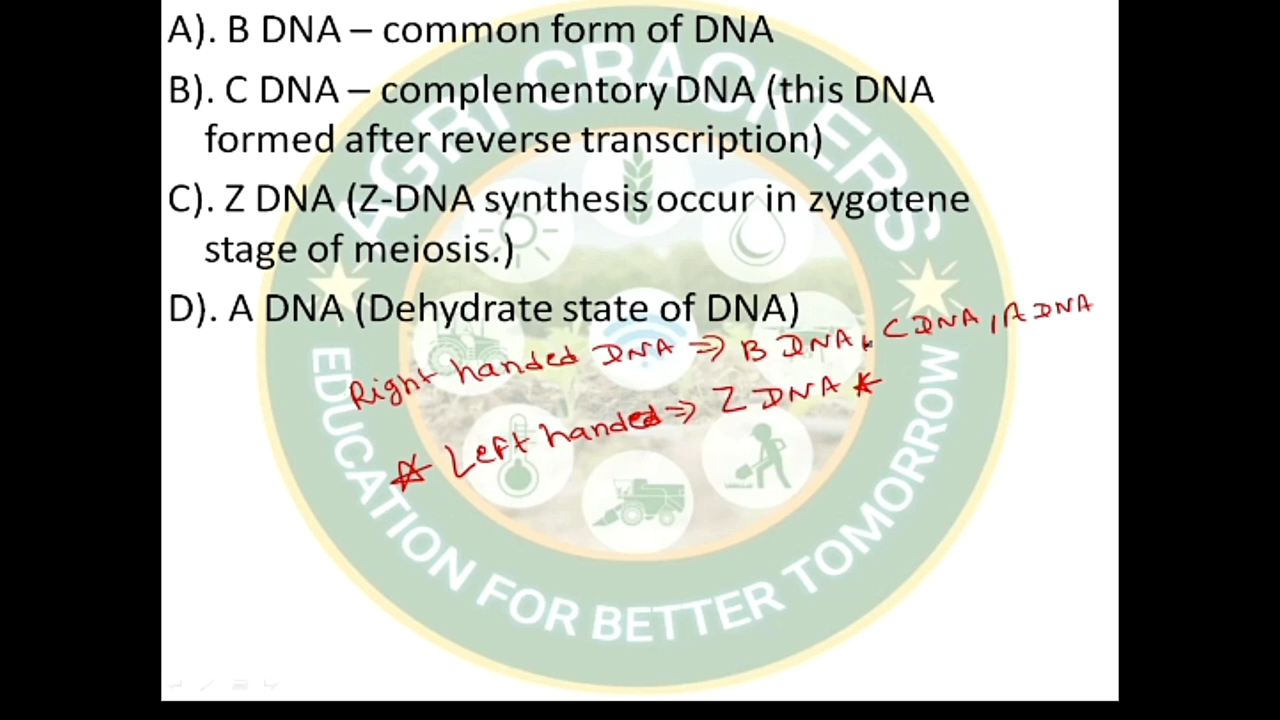 A). B DNA – common form of DNA
B). C DNA – complementory DNA (this DNA
formed after reverse transcription)
C). Z DNA (Z-DNA synthesis occur in zygotene
stage of meiosis.)
D). A DNA (Dehydrate state of DNA)
Right handed DNA ⇒ B DNA, C DNA, A DNA
Left handed ⇒ Z DNA
AGRI CRACKERS
EDUCATION FOR BETTER TOMORROW